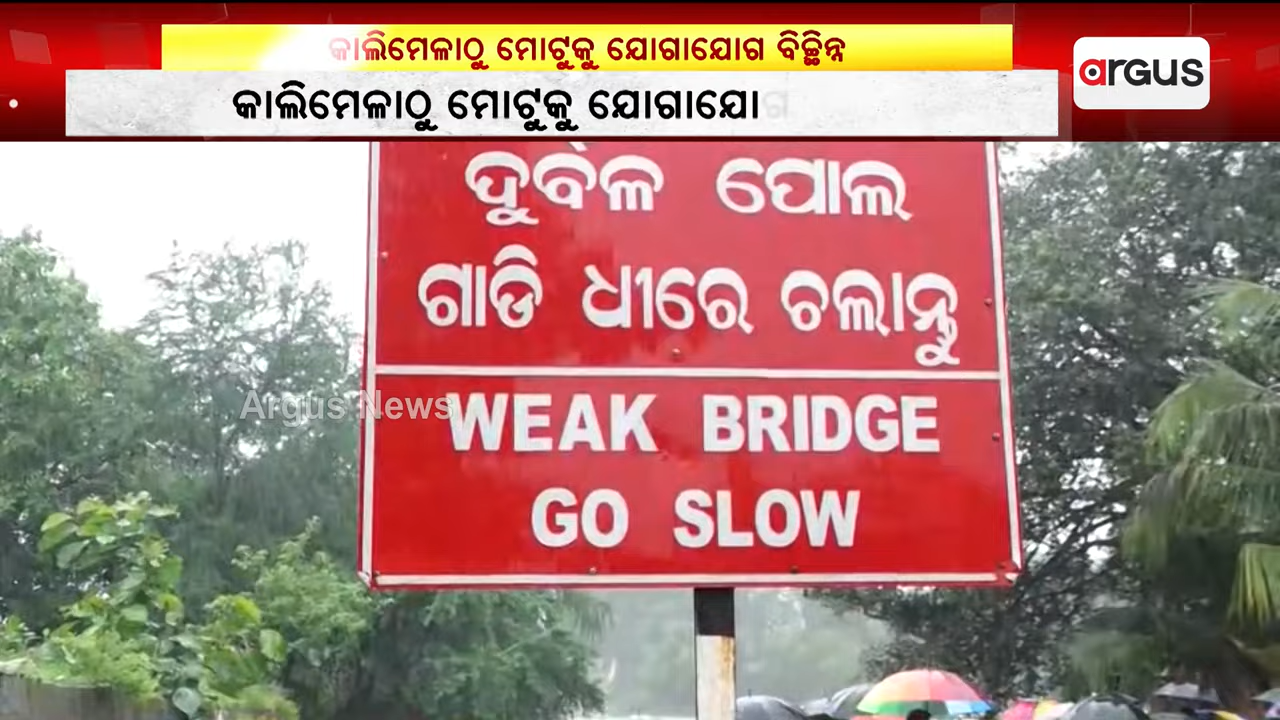 କାଲିମେଳାଠୁ ମୋଟୁକୁ ଯୋଗାଯୋଗ ବିଚ୍ଛିନ୍ନ
କାଲିମେଳାଠୁ ମୋଟୁକୁ ଯୋଗାଯୋଗ
argus
ଦୁର୍ବଳ ପୋଲ
ଗାଡି ଧୀରେ ଚଲାନ୍ତୁ
Argus News
WEAK BRIDGE
GO SLOW